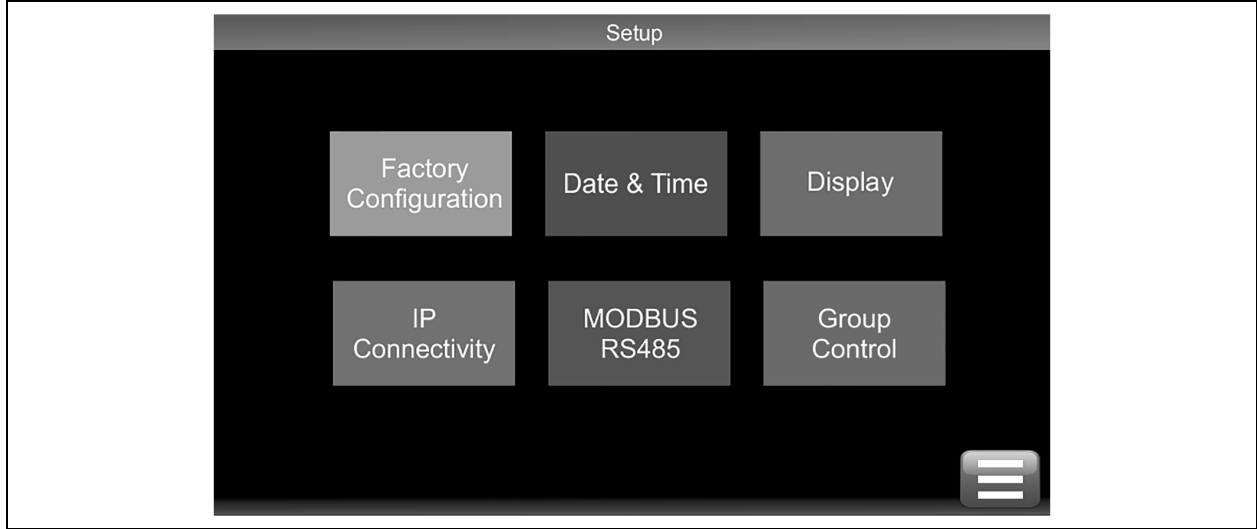 Setup
Factory
Configuration
Date & Time
Display
IP
Connectivity
MODBUS
RS485
Group
Control